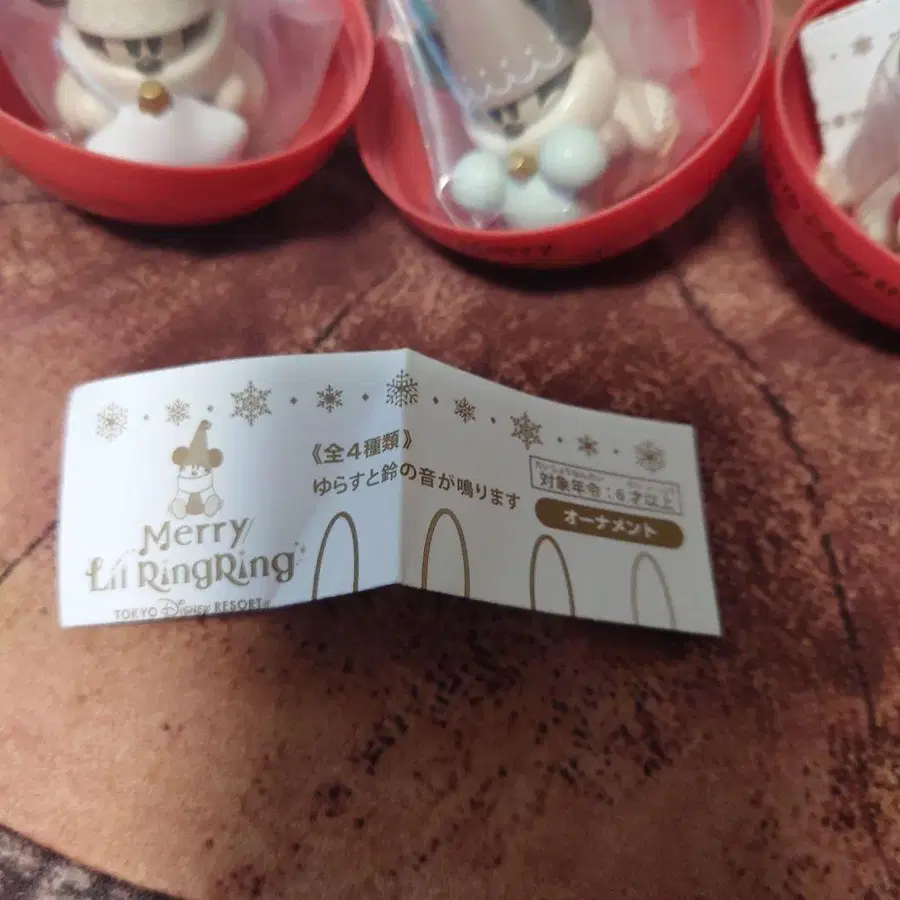 Merry
Lil RingRing
TOKYO Disney RESORT
《全4種類》
ゆらすと鈴の音が鳴ります
対象年令：6才以上
オーナメント